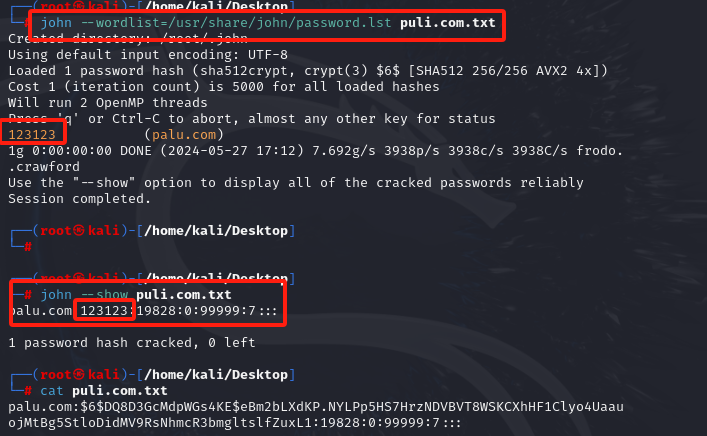 └─# john --wordlist=/usr/share/john/password.lst puli.com.txt
Created directory: /root/.john
Using default input encoding: UTF-8
Loaded 1 password hash (sha512crypt, crypt(3) $6$ [SHA512 256/256 AVX2 4x])
Cost 1 (iteration count) is 5000 for all loaded hashes
Will run 2 OpenMP threads
Press 'q' or Ctrl-C to abort, almost any other key for status
123123 (palu.com)
1g 0:00:00:00 DONE (2024-05-27 17:12) 7.692g/s 3938p/s 3938c/s 3938C/s frodo.
.crawford
Use the "--show" option to display all of the cracked passwords reliably
Session completed.
┌──(root㉿kali)-[/home/kali/Desktop]
└─#
┌──(root㉿kali)-[/home/kali/Desktop]
└─# john --show puli.com.txt
palu.com:123123:19828:0:99999:7:::
1 password hash cracked, 0 left
┌──(root㉿kali)-[/home/kali/Desktop]
└─# cat puli.com.txt
palu.com:$6$DQ8D3GcMdpWGs4KE$eBm2bLXdKP.NYLPp5HS7HrzNDVBVT8WSKCXhHF1Clyo4Uaau
ojMtBg5StloDidMV9RsNhmcR3bmgltslfZuxL1:19828:0:99999:7:::